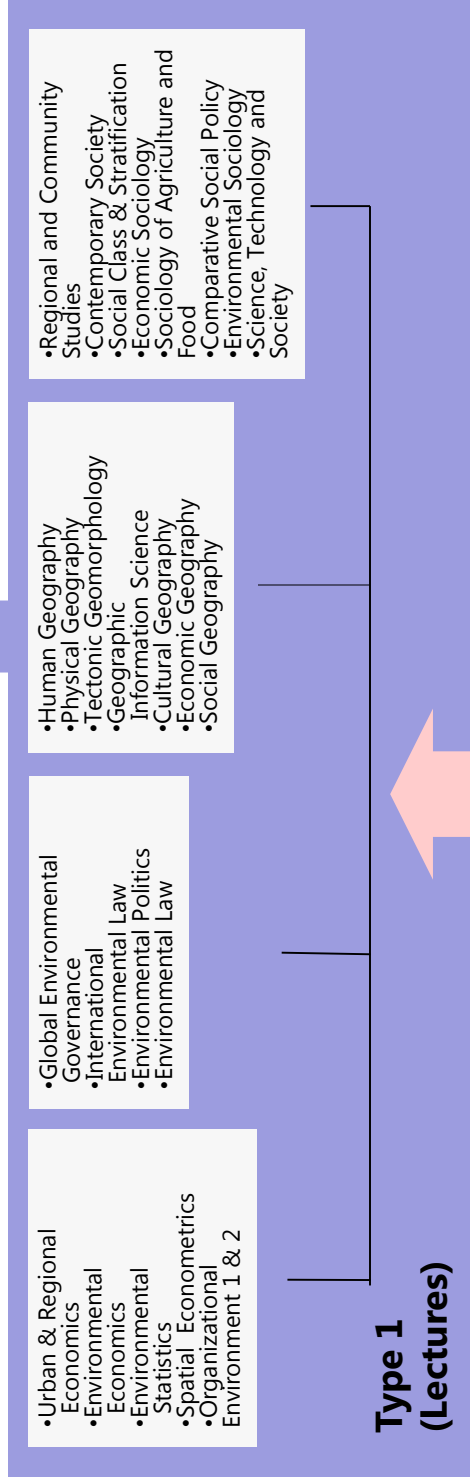 •Urban & Regional
Economics
•Environmental
Economics
•Environmental
Statistics
•Spatial Econometrics
•Organizational
Environment 1 & 2
•Global Environmental
Governance
•International
Environmental Law
•Environmental Politics
•Environmental Law
•Human Geography
•Physical Geography
•Tectonic Geomorphology
•Geographic
Information Science
•Cultural Geography
•Economic Geography
•Social Geography
•Regional and Community
Studies
•Contemporary Society
•Social Class & Stratification
•Economic Sociology
•Sociology of Agriculture and
Food
•Comparative Social Policy
•Environmental Sociology
•Science, Technology and
Society
Type 1
(Lectures)